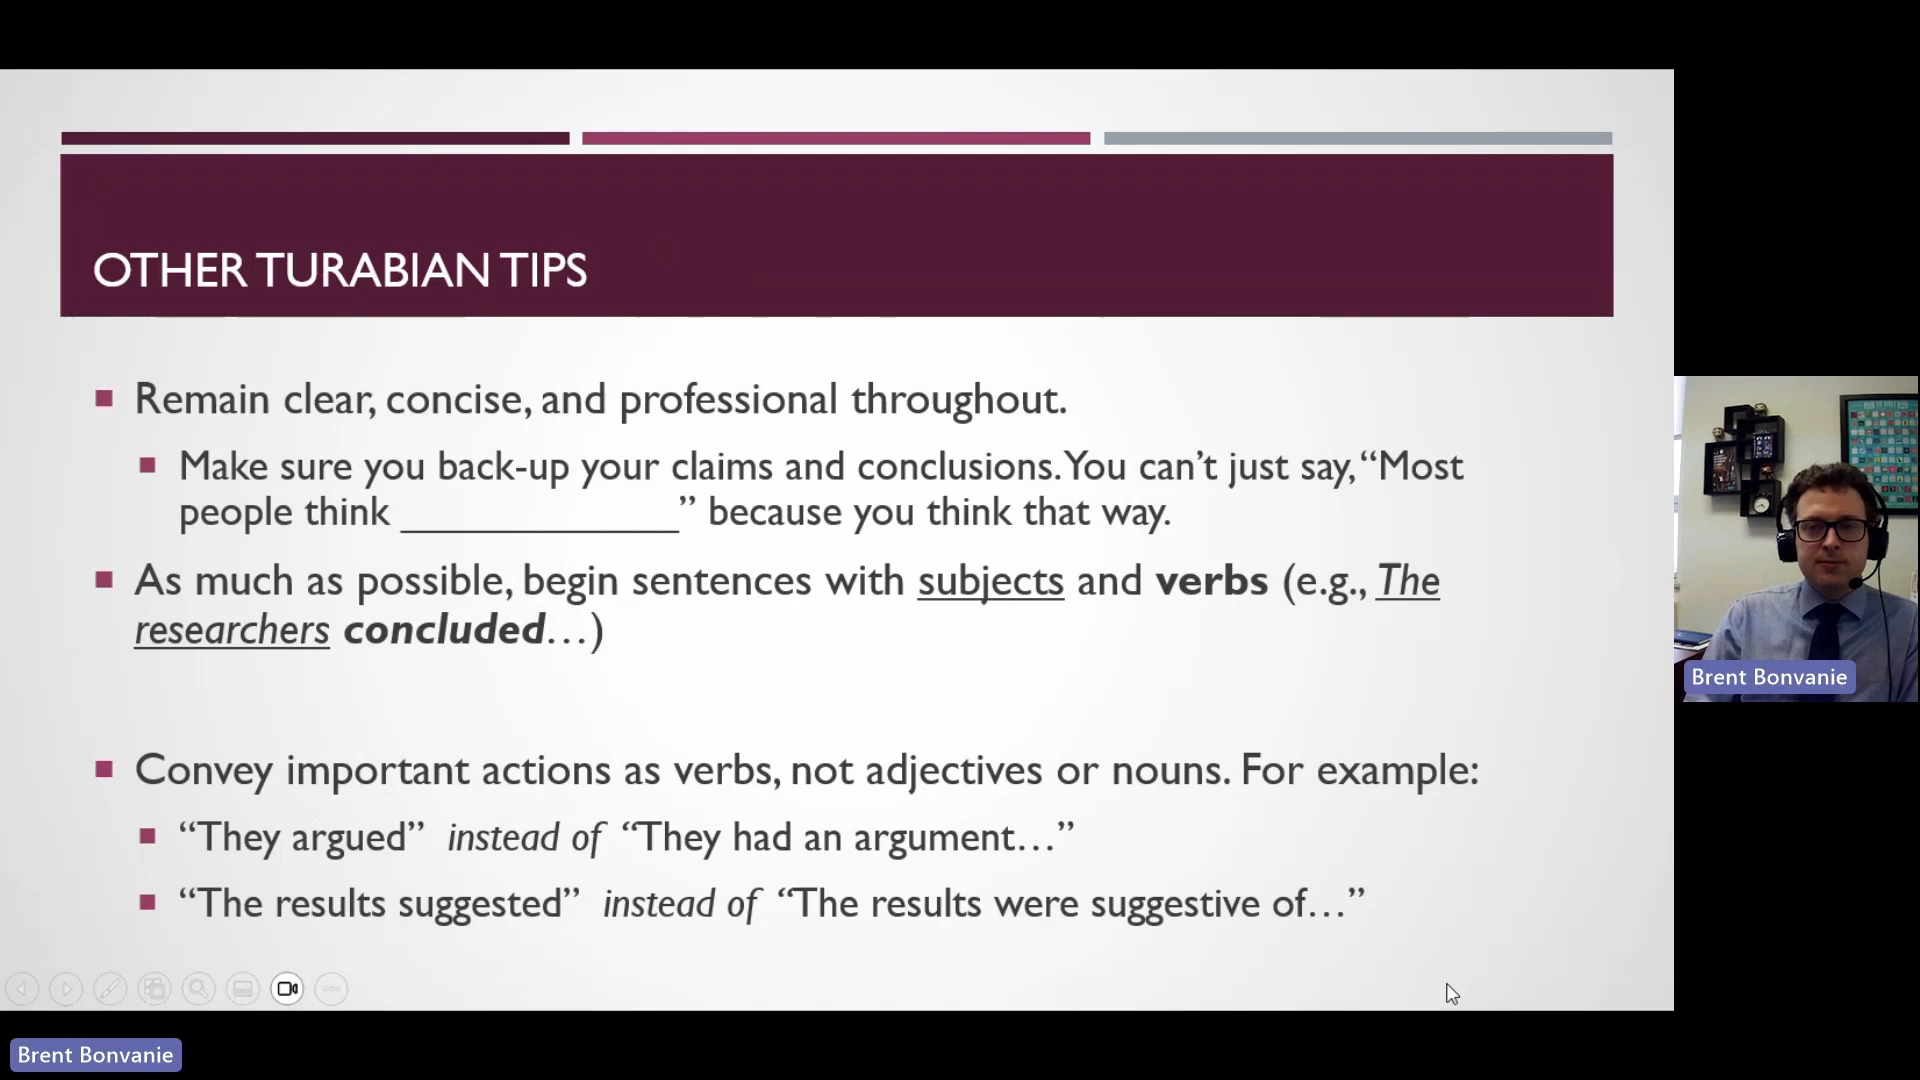 OTHER TURABIAN TIPS
Remain clear, concise, and professional throughout.
Make sure you back-up your claims and conclusions. You can’t just say, “Most
people think _____________” because you think that way.
As much as possible, begin sentences with subjects and verbs (e.g., The
researchers concluded…)
Convey important actions as verbs, not adjectives or nouns. For example:
“They argued” instead of “They had an argument…”
“The results suggested” instead of “The results were suggestive of…”
Brent Bonvanie
Brent Bonvanie